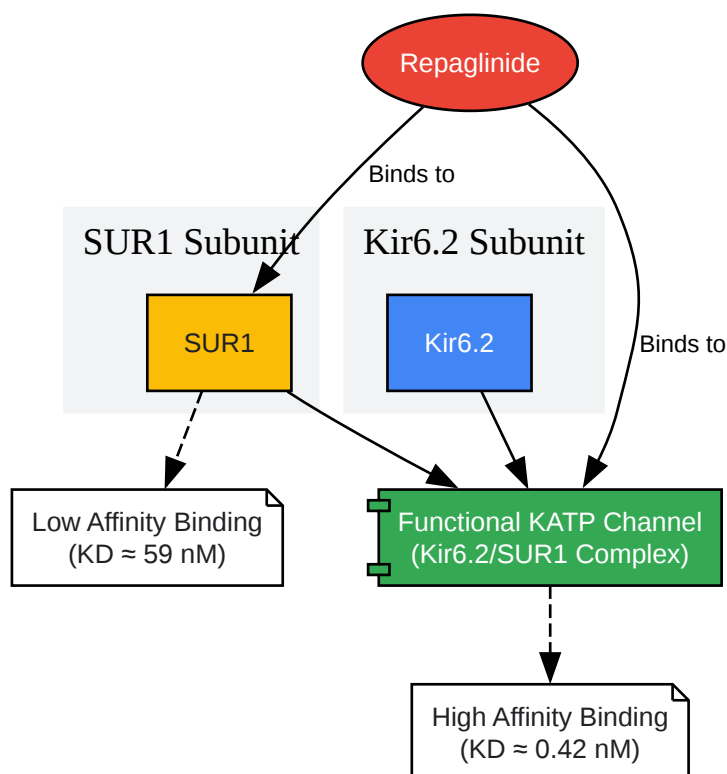 Repaglinide
Binds to
SUR1 Subunit
Kir6.2 Subunit
SUR1
Kir6.2
Binds to
Low Affinity Binding
(KD ≈ 59 nM)
Functional KATP Channel
(Kir6.2/SUR1 Complex)
High Affinity Binding
(KD ≈ 0.42 nM)